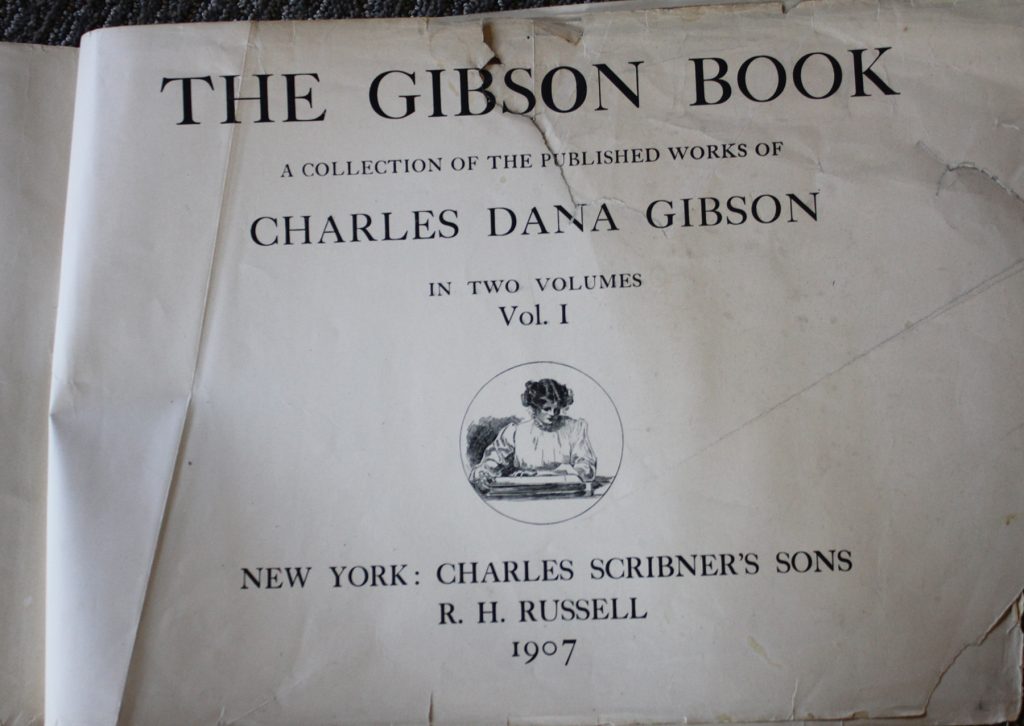 THE GIBSON BOOK
A COLLECTION OF THE PUBLISHED WORKS OF
CHARLES DANA GIBSON
IN TWO VOLUMES
Vol. I
NEW YORK: CHARLES SCRIBNER'S SONS
R. H. RUSSELL
1907